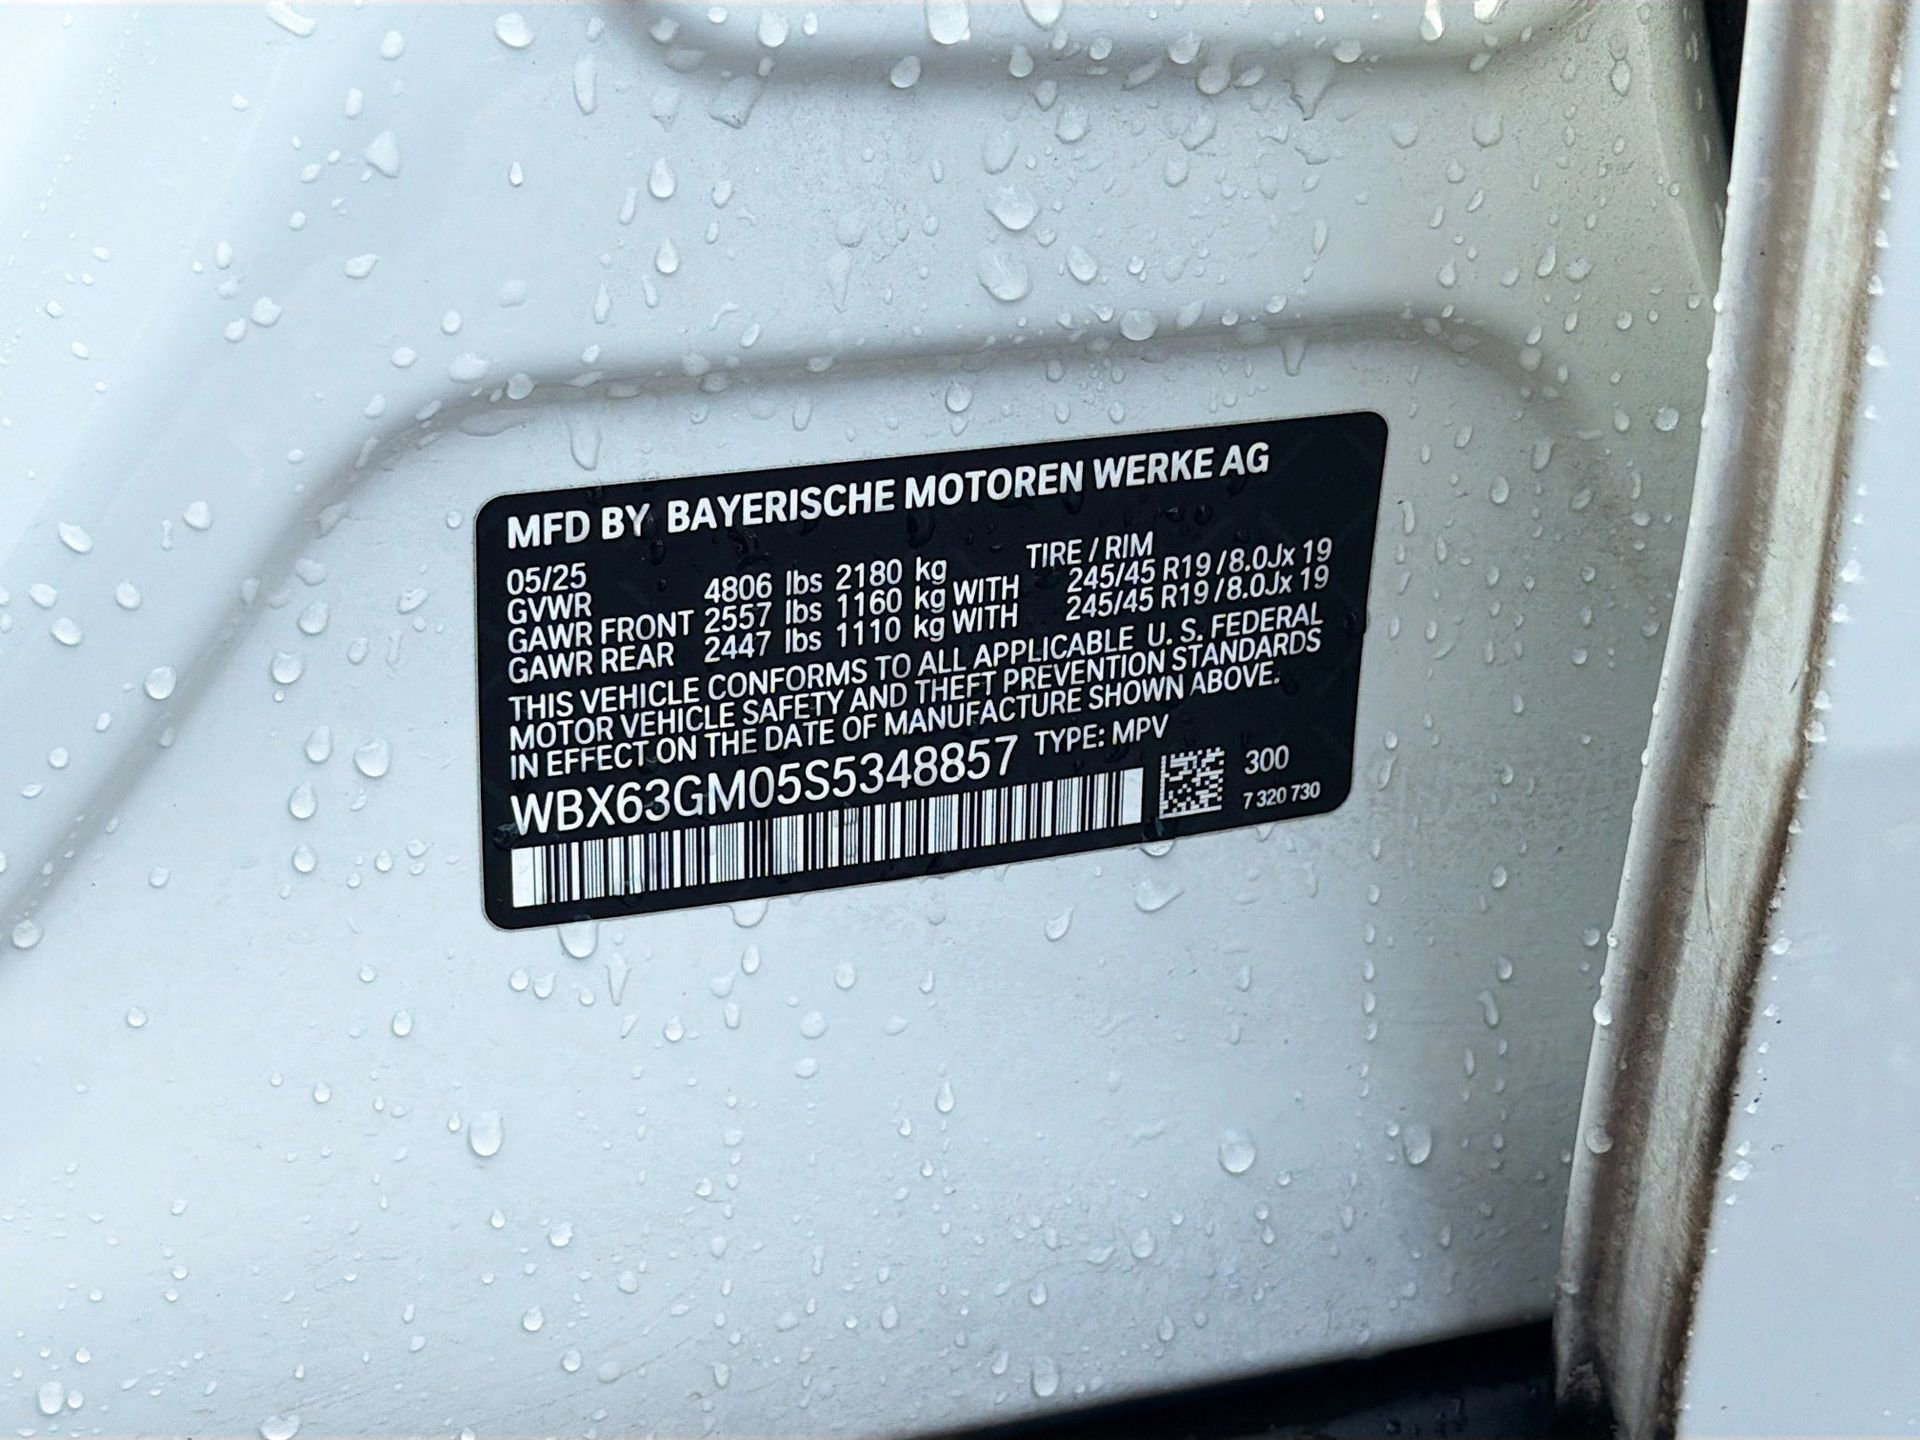 MFD BY BAYERISCHE MOTOREN WERKE AG
05/25 TIRE / RIM
GVWR 4806 lbs 2180 kg
GAWR FRONT 2557 lbs 1160 kg WITH 245/45 R19 / 8.0Jx 19
GAWR REAR 2447 lbs 1110 kg WITH 245/45 R19 / 8.0Jx 19
THIS VEHICLE CONFORMS TO ALL APPLICABLE U. S. FEDERAL
MOTOR VEHICLE SAFETY AND THEFT PREVENTION STANDARDS
IN EFFECT ON THE DATE OF MANUFACTURE SHOWN ABOVE.
WBX63GM05S5348857 TYPE: MPV
300
7 320 730